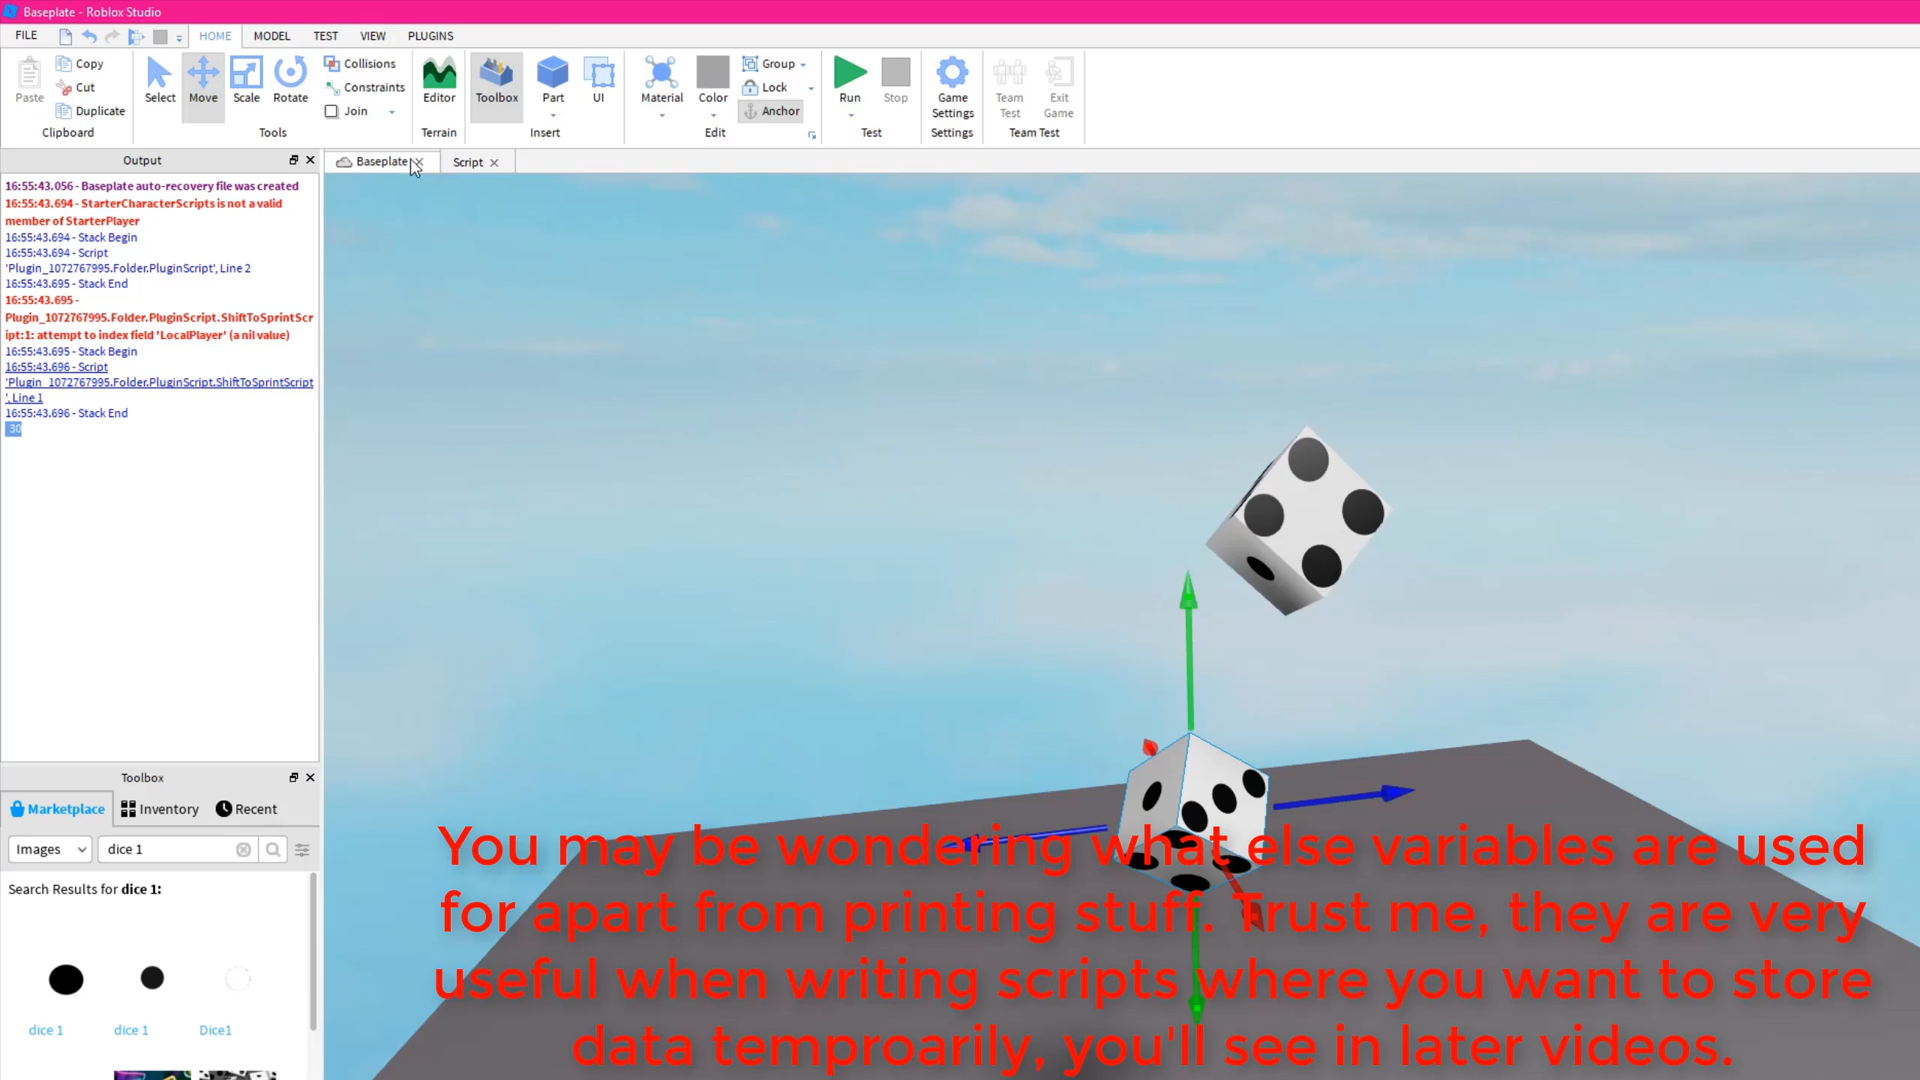 Baseplate - Roblox Studio
FILE HOME MODEL TEST VIEW PLUGINS
Paste
Copy
Cut
Duplicate
Clipboard
Select Move Scale Rotate
Collisions
Constraints
Join
Tools
Editor
Terrain
Toolbox Part UI
Insert
Material Color
Group
Lock
Anchor
Edit
Run Stop
Test
Game
Settings
Settings
Team
Test
Exit
Game
Team Test
Output
Baseplate Script
16:55:43.056 - Baseplate auto-recovery file was created
16:55:43.694 - StarterCharacterScripts is not a valid
member of StarterPlayer
16:55:43.694 - Stack Begin
16:55:43.694 - Script
'Plugin_1072767995.Folder.PluginScript', Line 2
16:55:43.695 - Stack End
16:55:43.695 -
Plugin_1072767995.Folder.PluginScript.ShiftToSprintScr
ipt:1: attempt to index field 'LocalPlayer' (a nil value)
16:55:43.695 - Stack Begin
16:55:43.696 - Script
'Plugin_1072767995.Folder.PluginScript.ShiftToSprintScript
', Line 1
16:55:43.696 - Stack End
30
Toolbox
Marketplace Inventory Recent
Images dice 1
Search Results for dice 1:
dice 1 dice 1 Dice1
You may be wondering what else variables are used
for apart from printing stuff. Trust me, they are very
useful when writing scripts where you want to store
data temproarily, you'll see in later videos.